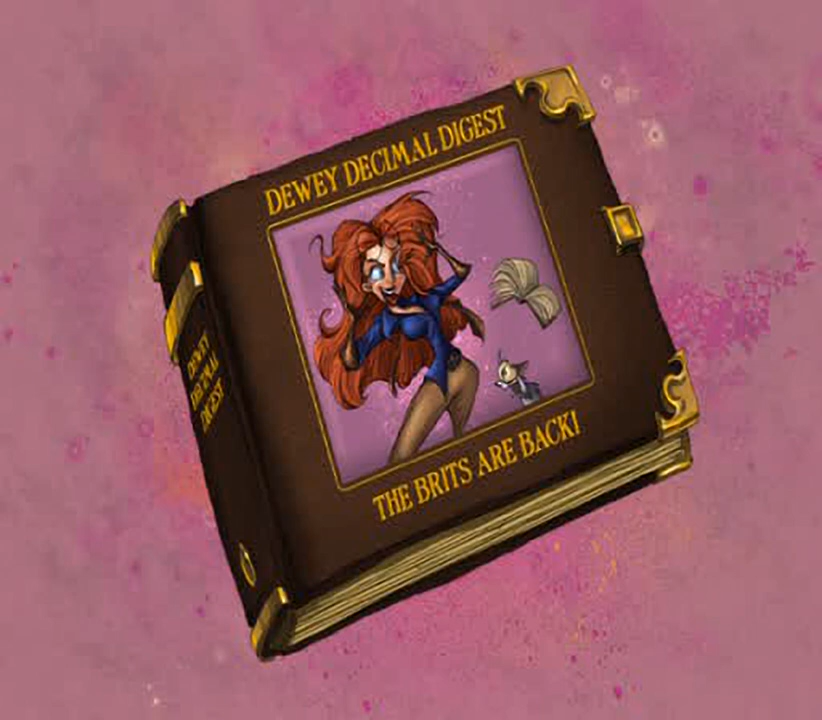 DEWEY DECIMAL DIGEST
THE BRITS ARE BACK!
DEWEY
DECIMAL
DIGEST